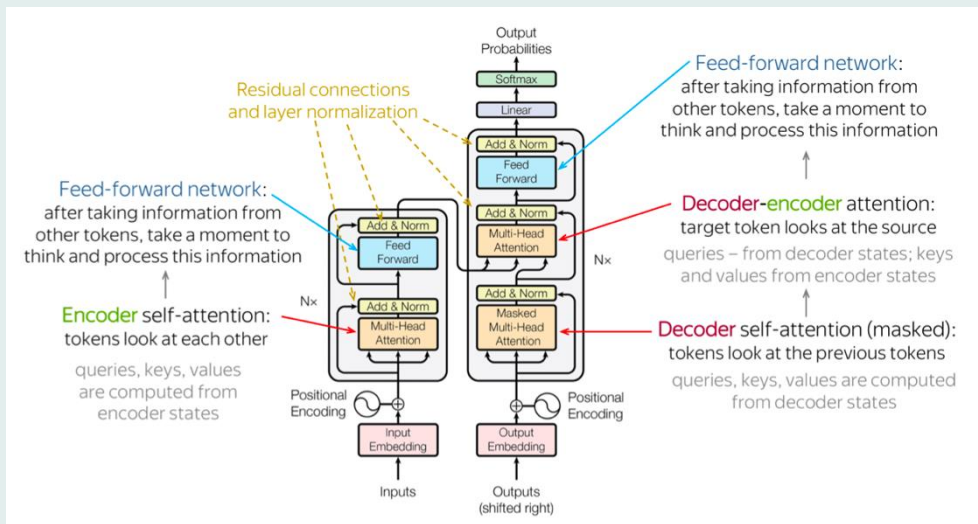 Output
Probabilities
Softmax
Linear
Add & Norm
Feed
Forward
Add & Norm
Multi-Head
Attention
Add & Norm
Masked
Multi-Head
Attention
Nx
Positional
Encoding
Output
Embedding
Outputs
(shifted right)
Residual connections
and layer normalization
Add & Norm
Feed
Forward
Nx
Add & Norm
Multi-Head
Attention
Positional
Encoding
Input
Embedding
Inputs
Feed-forward network:
after taking information from
other tokens, take a moment to
think and process this information
Encoder self-attention:
tokens look at each other
queries, keys, values
are computed from
encoder states
Feed-forward network:
after taking information from
other tokens, take a moment to
think and process this information
Decoder-encoder attention:
target token looks at the source
queries – from decoder states; keys
and values from encoder states
Decoder self-attention (masked):
tokens look at the previous tokens
queries, keys, values are computed
from decoder states